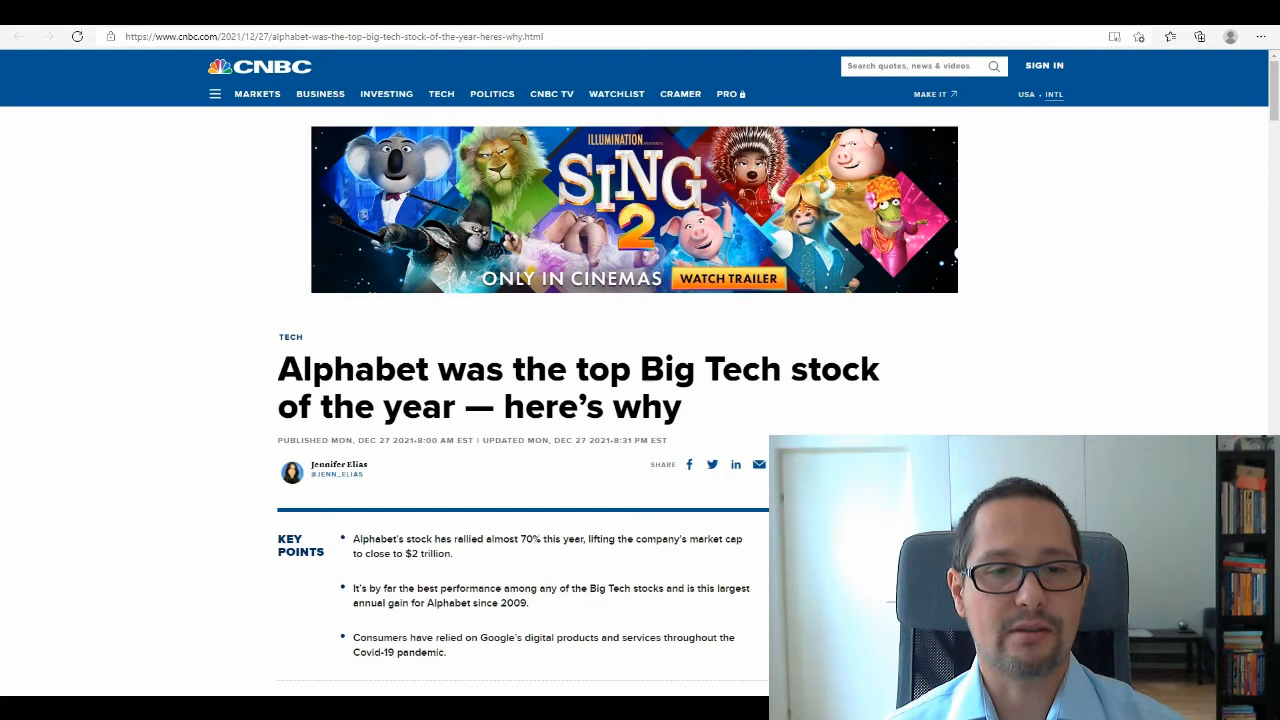 https://www.cnbc.com/2021/12/27/alphabet-was-the-top-big-tech-stock-of-the-year-heres-why.html
CNBC
Search quotes, news & videos
SIGN IN
MARKETS BUSINESS INVESTING TECH POLITICS CNBC TV WATCHLIST CRAMER PRO
MAKE IT
USA • INTL
ILLUMINATION PRESENTS
SING
2
ONLY IN CINEMAS WATCH TRAILER
TECH
Alphabet was the top Big Tech stock
of the year — here’s why
PUBLISHED MON, DEC 27 2021•8:00 AM EST | UPDATED MON, DEC 27 2021•8:31 PM EST
Jennifer Elias
@JENN_ELIAS
SHARE
KEY
POINTS
• Alphabet’s stock has rallied almost 70% this year, lifting the company’s market cap
to close to $2 trillion.
• It’s by far the best performance among any of the Big Tech stocks and is this largest
annual gain for Alphabet since 2009.
• Consumers have relied on Google’s digital products and services throughout the
Covid-19 pandemic.